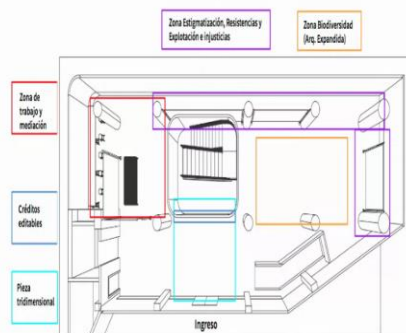 Zona Estigmatización, Resistencias y
Explotación e injusticias
Zona Biodiversidad
(Arq. Expandida)
Zona de
trabajo y
mediación
Créditos
editables
Pieza
tridimensional
Ingreso